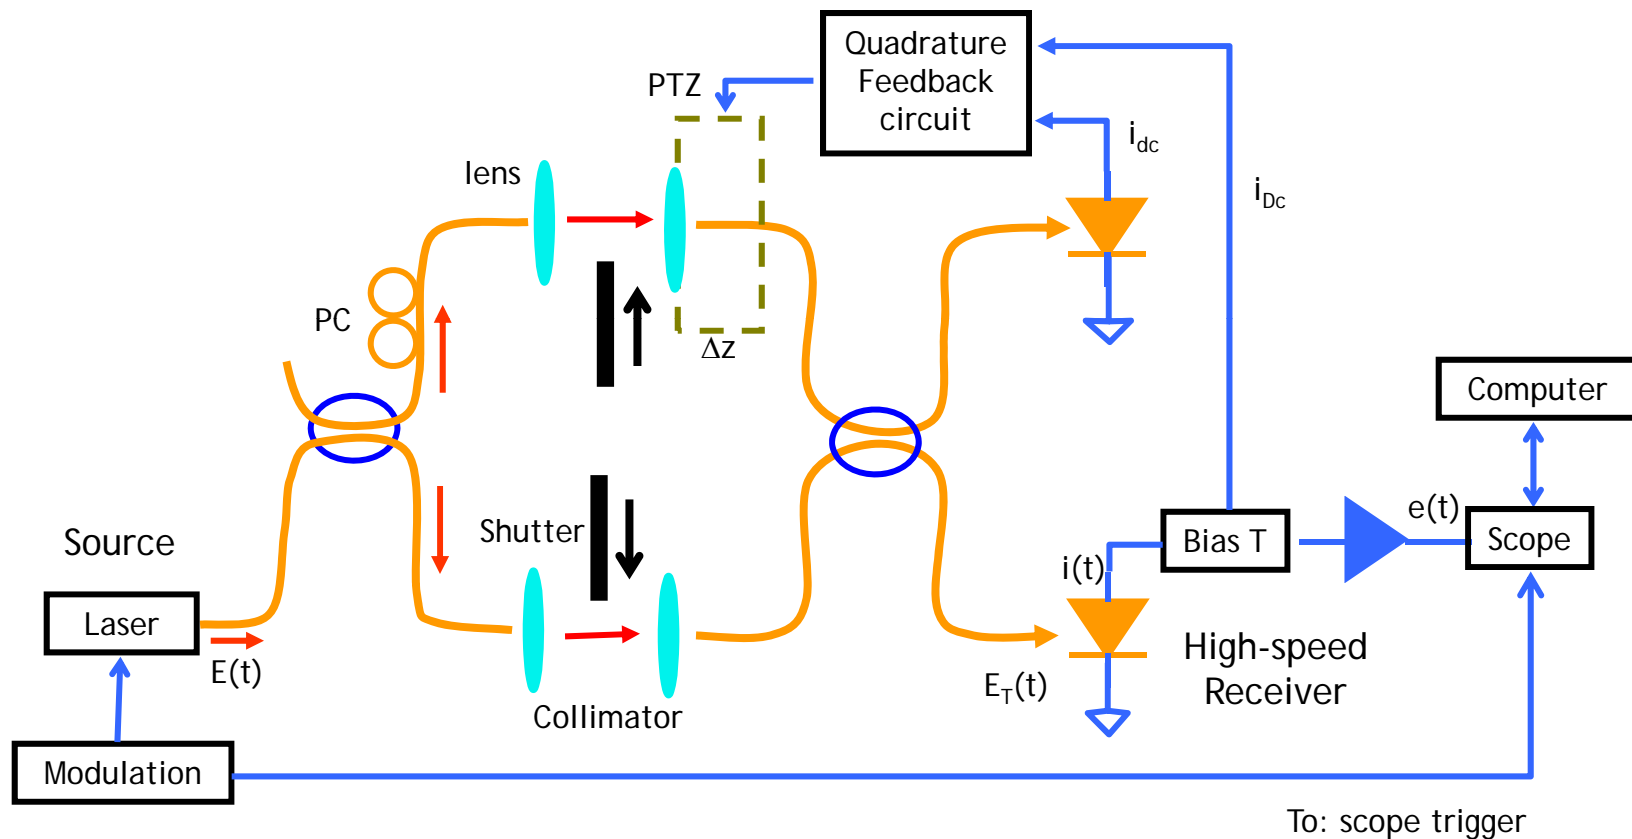 Quadrature
Feedback
circuit
PTZ
i_dc
lens
i_Dc
PC
Δz
Computer
Shutter
e(t)
Source
Bias T
Scope
i(t)
Laser
High-speed
Receiver
E(t)
E_T(t)
Collimator
Modulation
To: scope trigger